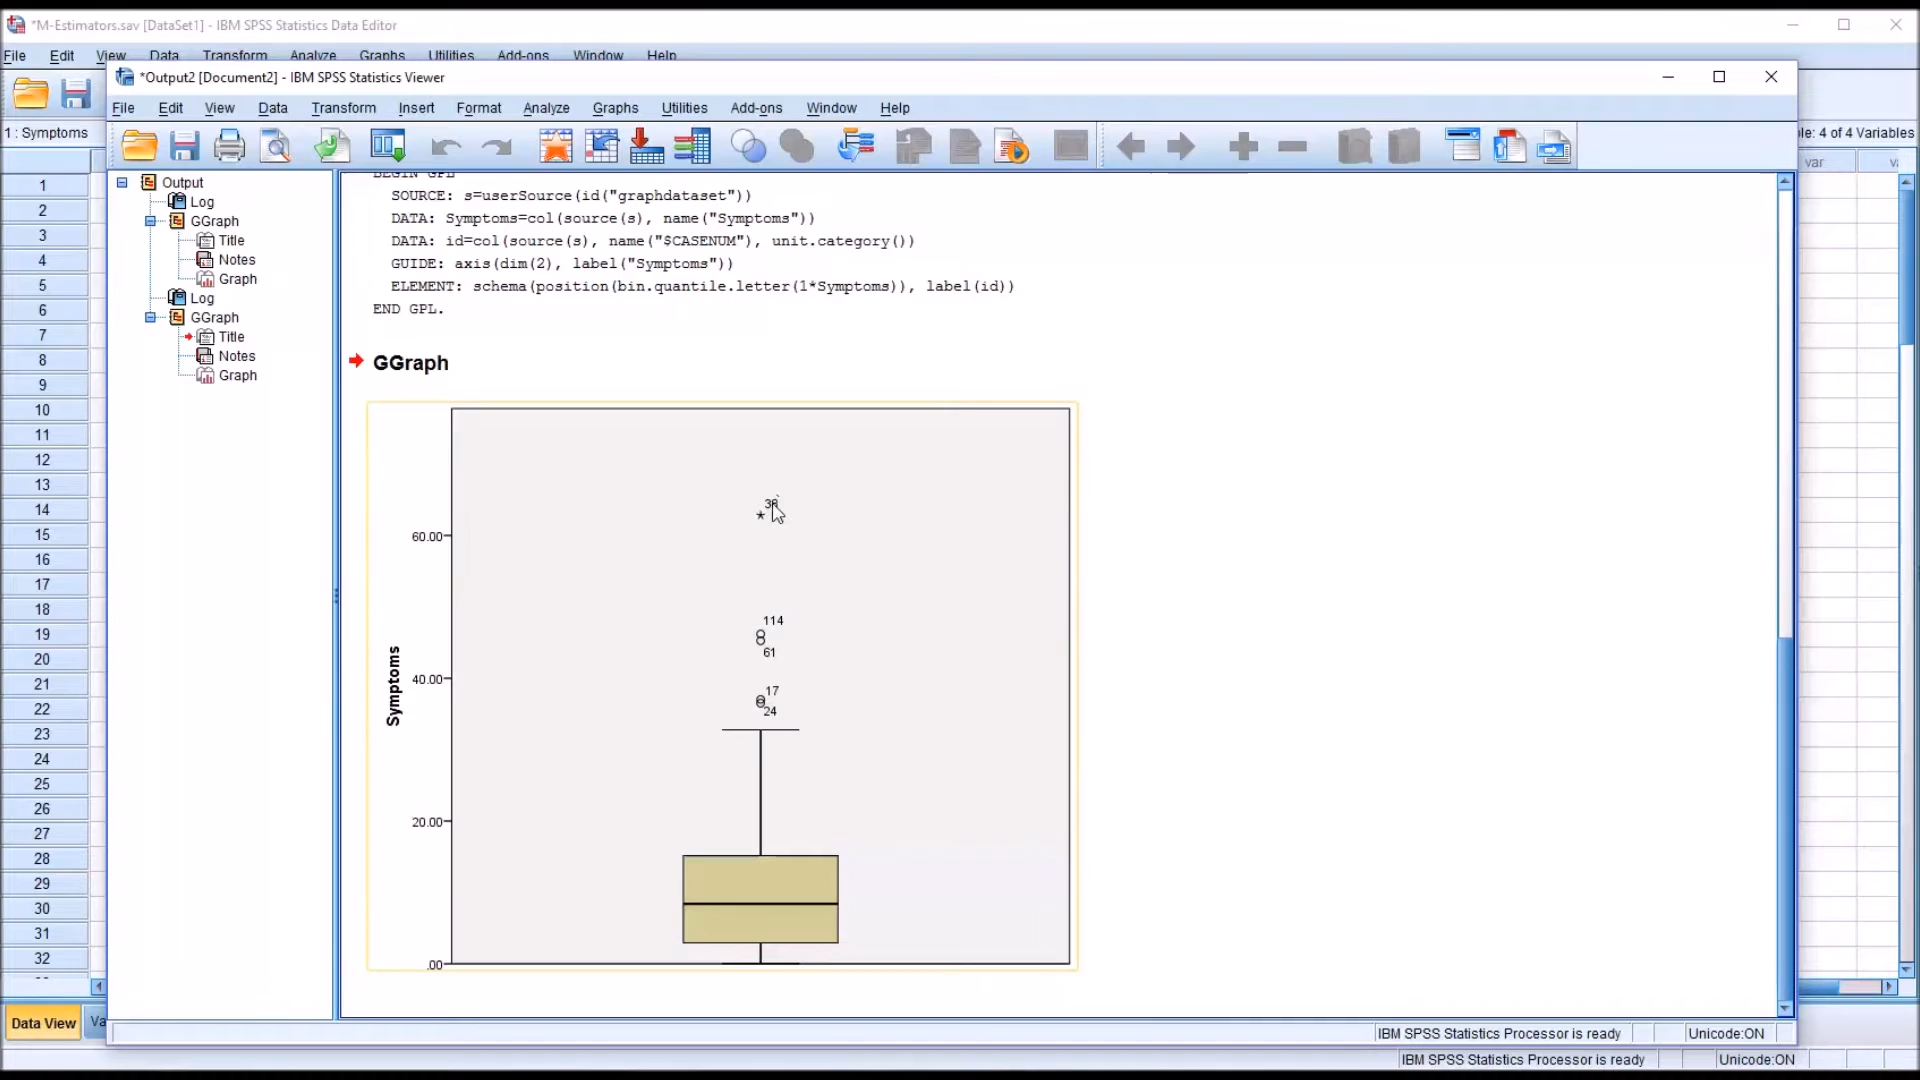 *M-Estimators.sav [DataSet1] - IBM SPSS Statistics Data Editor
File Edit View Data Transform Analyze Graphs Utilities Add-ons Window Help
*Output2 [Document2] - IBM SPSS Statistics Viewer
File Edit View Data Transform Insert Format Analyze Graphs Utilities Add-ons Window Help
1 : Symptoms
4 of 4 Variables
var
1
2
3
4
5
6
7
8
9
10
11
12
13
14
15
16
17
18
19
20
21
22
23
24
25
26
27
28
29
30
31
32
Output
Log
GGraph
Title
Notes
Graph
Log
GGraph
Title
Notes
Graph
BEGIN GPL
SOURCE: s=userSource(id("graphdataset"))
DATA: Symptoms=col(source(s), name("Symptoms"))
DATA: id=col(source(s), name("$CASENUM"), unit.category())
GUIDE: axis(dim(2), label("Symptoms"))
ELEMENT: schema(position(bin.quantile.letter(1*Symptoms)), label(id))
END GPL.
GGraph
60.00
40.00
20.00
.00
Symptoms
114
61
17
24
Data View
IBM SPSS Statistics Processor is ready Unicode:ON
IBM SPSS Statistics Processor is ready Unicode:ON